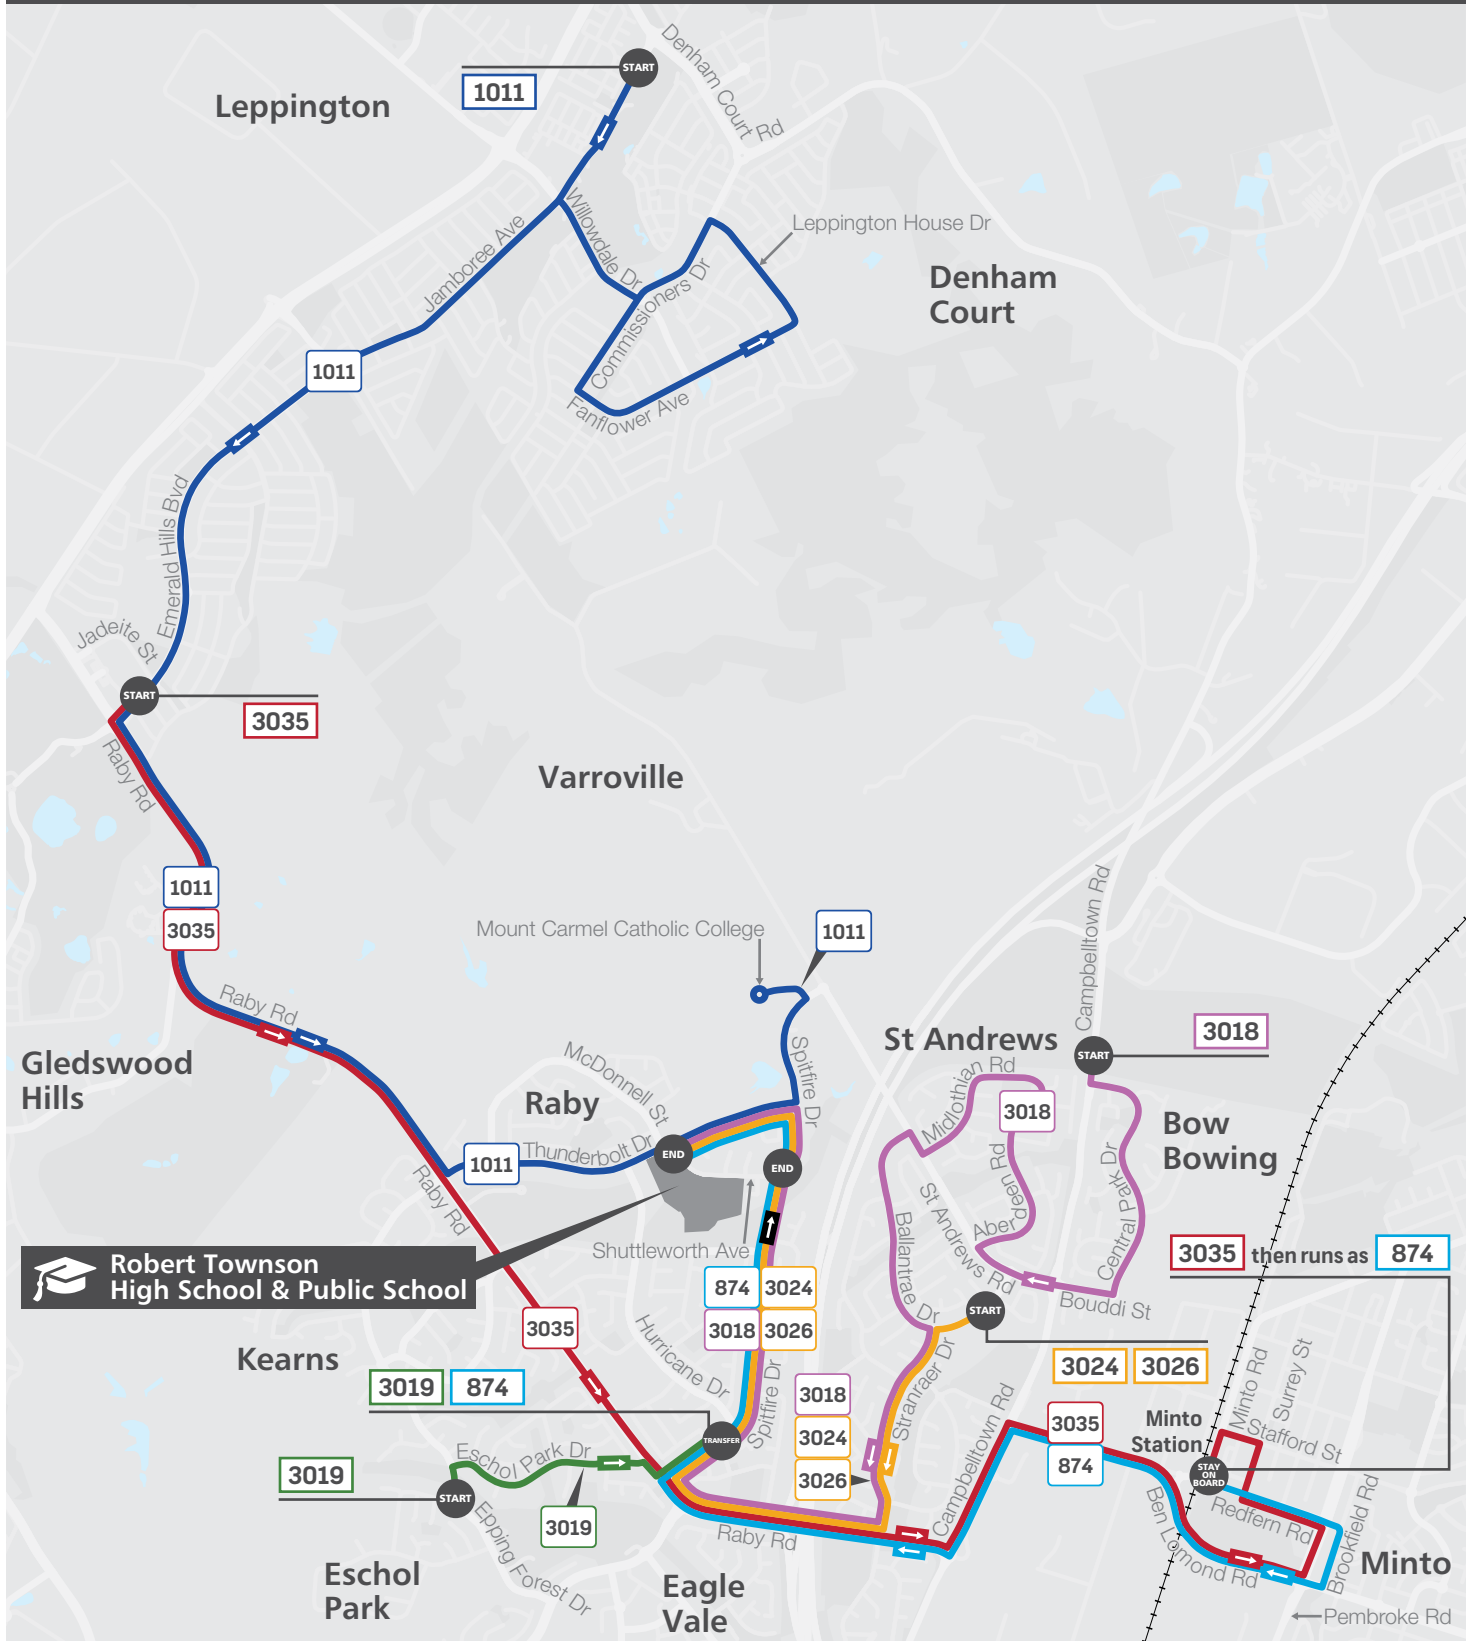 START
1011
Leppington
Denham Court Rd
Willowdale Dr
Jamboree Ave
Leppington House Dr
Commissioners Dr
Denham
Court
1011
Fanflower Ave
Emerald Hills Bvd
Jadeite St
START
3035
Raby Rd
Varroville
1011
3035
Campbelltown Rd
Mount Carmel Catholic College
1011
Raby Rd
Spitfire Dr
St Andrews
3018
START
Gledswood
Hills
McDonnell St
Raby
Midlothian Rd
3018
Bow
Bowing
Thunderbolt Dr
END
1011
END
Raby Rd
Aberdeen Rd
St Andrews Rd
Central Park Dr
Ballantrae Dr
Shuttleworth Ave
Robert Townson
High School & Public School
3035 then runs as 874
874 3024
3018 3026
START
Bouddi St
3035
Hurricane Dr
Kearns
3024 3026
3019 874
Stranraer Dr
Spitfire Dr
3018
3024
3026
Minto Rd
Surrey St
Stafford St
Campbelltown Rd
3035
874
Minto
Station
TRANSFER
Eschol Park Dr
3019
START
STAY
ON
BOARD
3019
Epping Forest Dr
Raby Rd
Redfern Rd
Ben Lomond Rd
Brookfield Rd
Minto
Eschol
Park
Eagle
Vale
Pembroke Rd